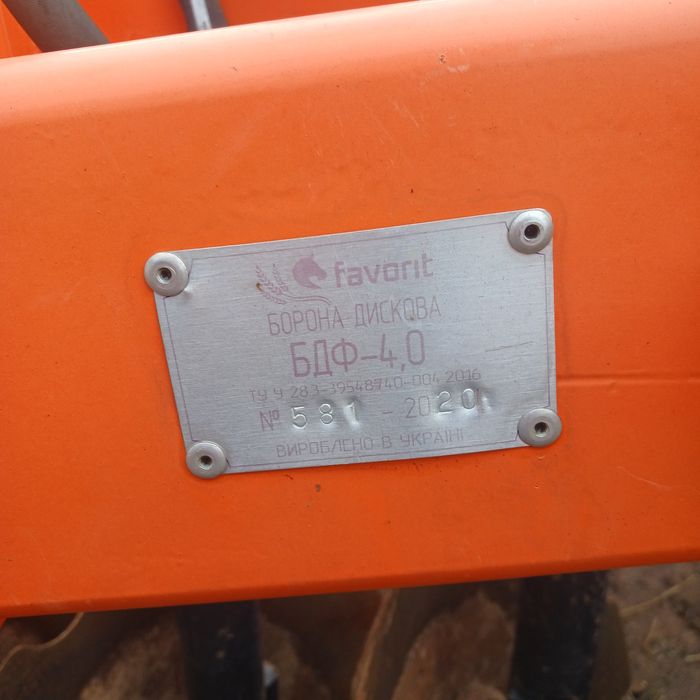 favorit
БОРОНА ДИСКОВА
БДФ-4,0
ТУ У 28.3-39548740-004:2016
№ 581 - 2020
ВИРОБЛЕНО В УКРАЇНІ